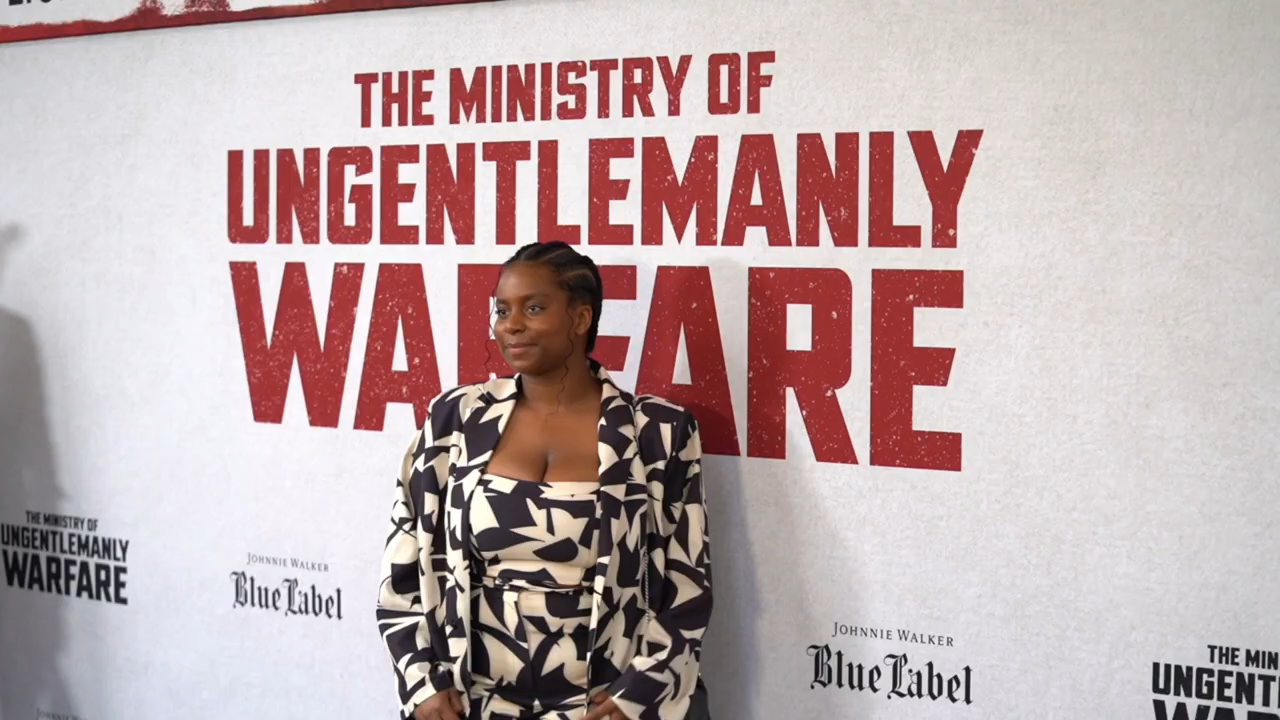 THE MINISTRY OF
UNGENTLEMANLY
WARFARE
THE MINISTRY OF
UNGENTLEMANLY
WARFARE
JOHNNIE WALKER
Blue Label
JOHNNIE WALKER
Blue Label
THE MIN
UNGENT